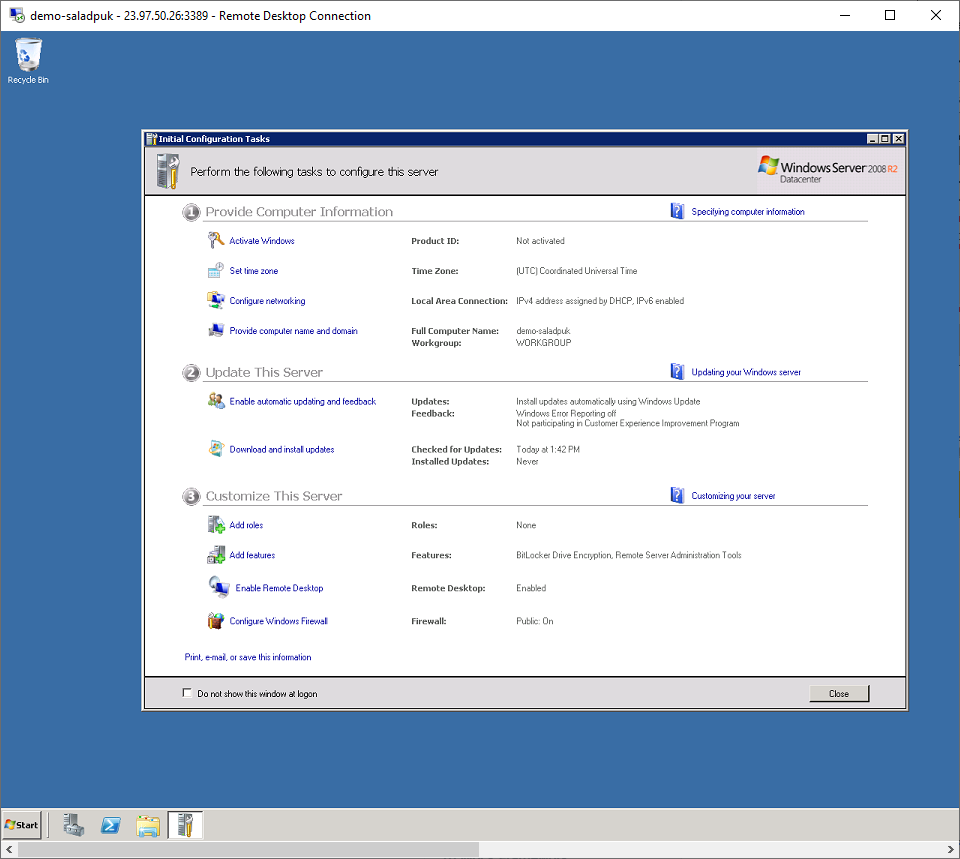 demo-saladpuk - 23.97.50.26:3389 - Remote Desktop Connection
Recycle Bin
Initial Configuration Tasks
Perform the following tasks to configure this server
Windows Server 2008 R2
Datacenter
1 Provide Computer Information
Specifying computer information
Activate Windows Product ID: Not activated
Set time zone Time Zone: (UTC) Coordinated Universal Time
Configure networking Local Area Connection: IPv4 address assigned by DHCP, IPv6 enabled
Provide computer name and domain Full Computer Name: demo-saladpuk
Workgroup: WORKGROUP
2 Update This Server
Updating your Windows server
Enable automatic updating and feedback Updates: Install updates automatically using Windows Update
Feedback: Windows Error Reporting off
Not participating in Customer Experience Improvement Program
Download and install updates Checked for Updates: Today at 1:42 PM
Installed Updates: Never
3 Customize This Server
Customizing your server
Add roles Roles: None
Add features Features: BitLocker Drive Encryption, Remote Server Administration Tools
Enable Remote Desktop Remote Desktop: Enabled
Configure Windows Firewall Firewall: Public: On
Print, e-mail, or save this information
Do not show this window at logon
Close
Start